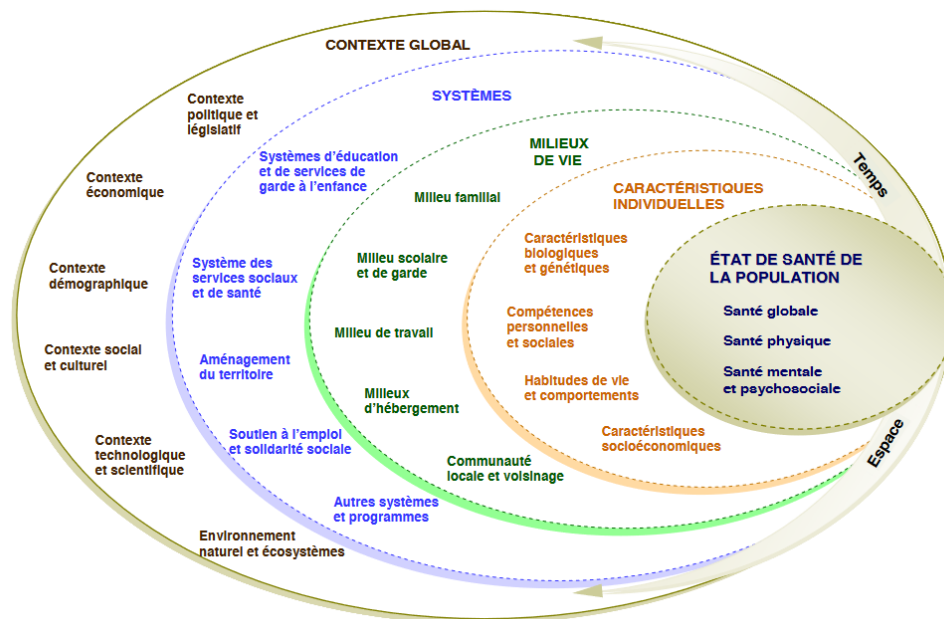 CONTEXTE GLOBAL
Contexte
politique et
législatif
Contexte
économique
Contexte
démographique
Contexte social
et culturel
Contexte
technologique
et scientifique
Environnement
naturel et écosystèmes
SYSTÈMES
Systèmes d’éducation
et de services de
garde à l’enfance
Système des
services sociaux
et de santé
Aménagement
du territoire
Soutien à l’emploi
et solidarité sociale
Autres systèmes
et programmes
MILIEUX
DE VIE
Milieu familial
Milieu scolaire
et de garde
Milieu de travail
Milieux
d’hébergement
Communauté
locale et voisinage
CARACTÉRISTIQUES
INDIVIDUELLES
Caractéristiques
biologiques
et génétiques
Compétences
personnelles
et sociales
Habitudes de vie
et comportements
Caractéristiques
socioéconomiques
ÉTAT DE SANTÉ DE
LA POPULATION
Santé globale
Santé physique
Santé mentale
et psychosociale
Temps
Espace